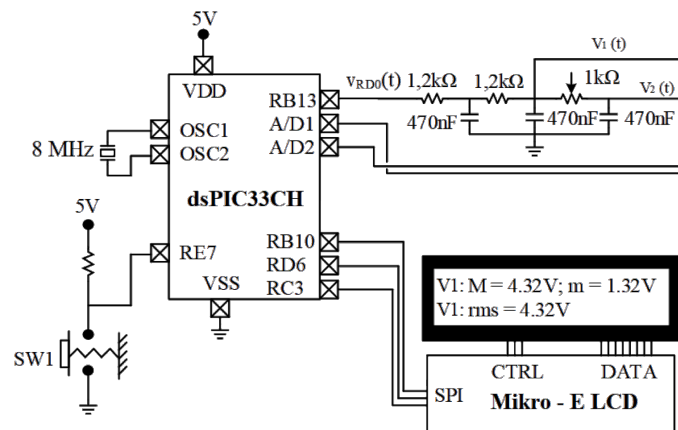 5V
VDD
OSC1
OSC2
8 MHz
dsPIC33CH
RB13
A/D1
A/D2
vRD0(t)
1,2kΩ
1,2kΩ
1kΩ
V1 (t)
V2 (t)
470nF
470nF
470nF
5V
RE7
VSS
RB10
RD6
RC3
SW1
V1: M = 4.32V; m = 1.32V
V1: rms = 4.32V
CTRL
DATA
SPI
Mikro - E LCD